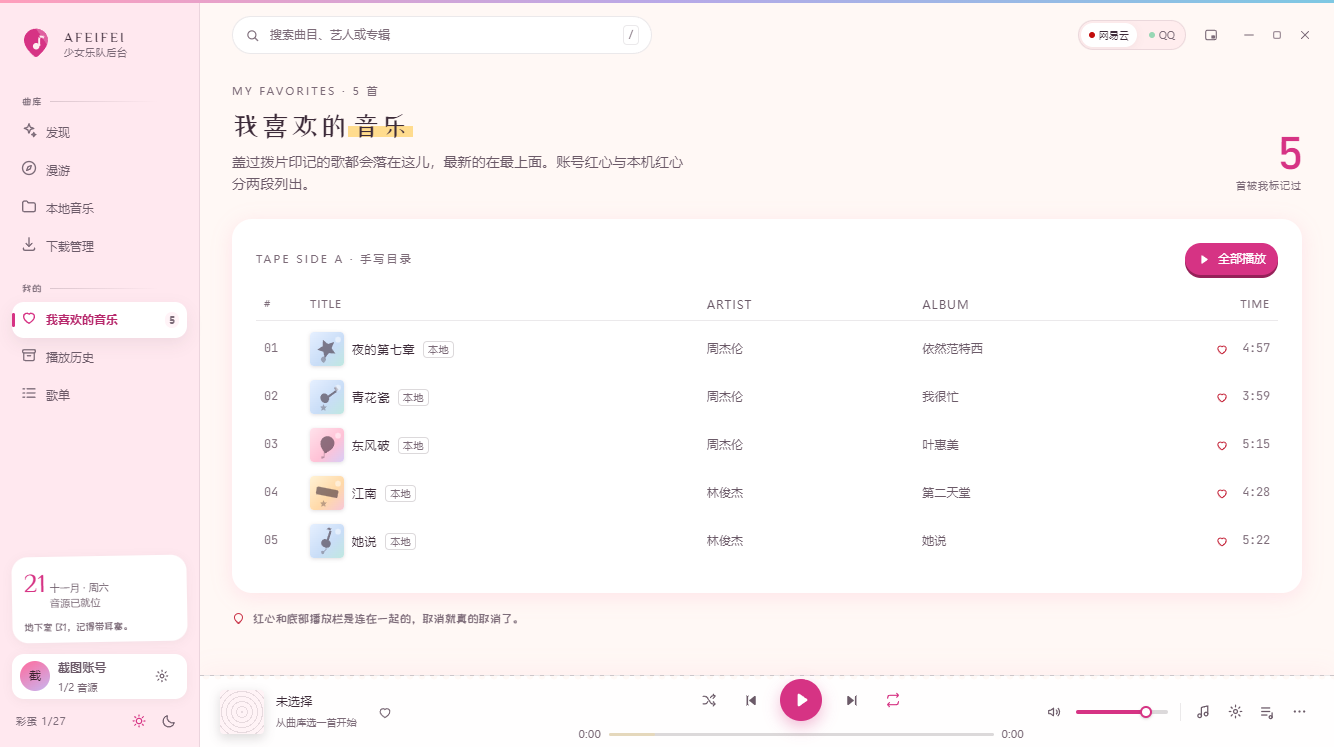 AFEIFEI
少女乐队后台
搜索曲目、艺人或专辑
/
网易云
QQ
曲库
发现
漫游
本地音乐
下载管理
我的
我喜欢的音乐 5
播放历史
歌单
21 十一月 · 周六
音源已就位
地下室 B1，记得带耳塞。
截 截图账号
1/2 音源
彩蛋 1/27
MY FAVORITES · 5 首
我喜欢的音乐
盖过拨片印记的歌都会落在这儿，最新的在最上面。账号红心与本机红心
分两段列出。
5
首被我标记过
TAPE SIDE A · 手写目录
全部播放
# TITLE ARTIST ALBUM TIME
01 夜的第七章 本地 周杰伦 依然范特西 4:57
02 青花瓷 本地 周杰伦 我很忙 3:59
03 东风破 本地 周杰伦 叶惠美 5:15
04 江南 本地 林俊杰 第二天堂 4:28
05 她说 本地 林俊杰 她说 5:22
红心和底部播放栏是连在一起的，取消就真的取消了。
未选择
从曲库选一首开始
0:00
0:00